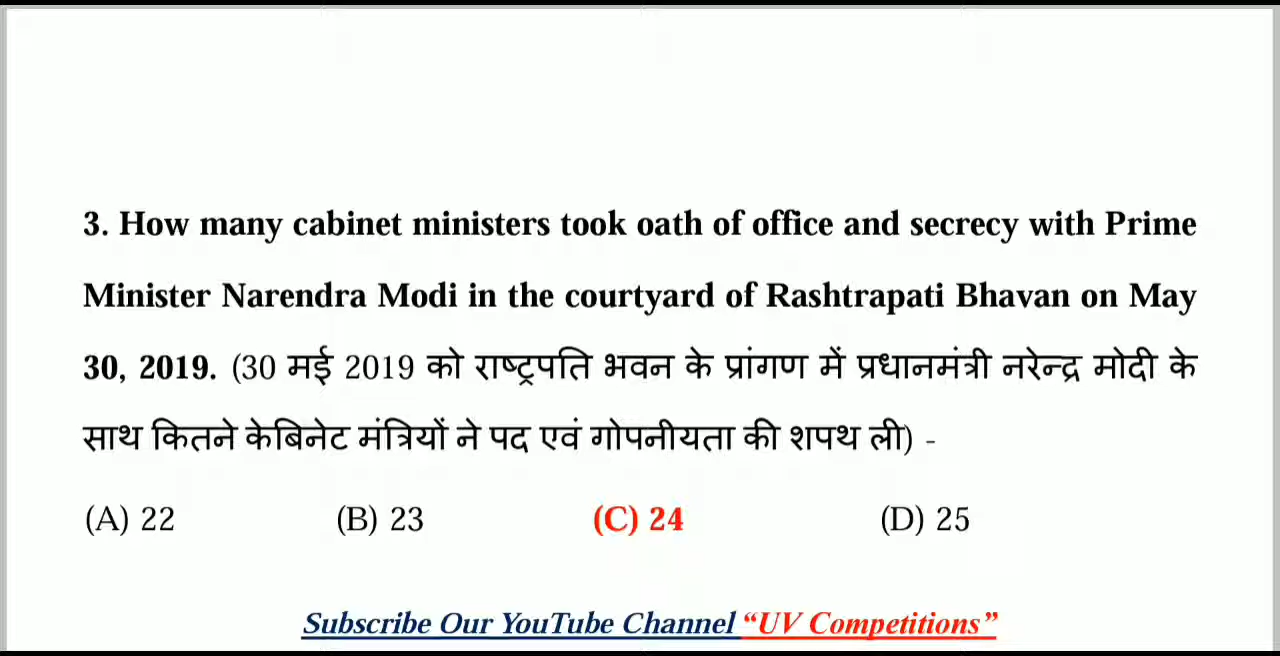 3. How many cabinet ministers took oath of office and secrecy with Prime
Minister Narendra Modi in the courtyard of Rashtrapati Bhavan on May
30, 2019. (30 मई 2019 को राष्ट्रपति भवन के प्रांगण में प्रधानमंत्री नरेन्द्र मोदी के
साथ कितने केबिनेट मंत्रियों ने पद एवं गोपनीयता की शपथ ली) -
(A) 22 (B) 23 (C) 24 (D) 25
Subscribe Our YouTube Channel “UV Competitions”